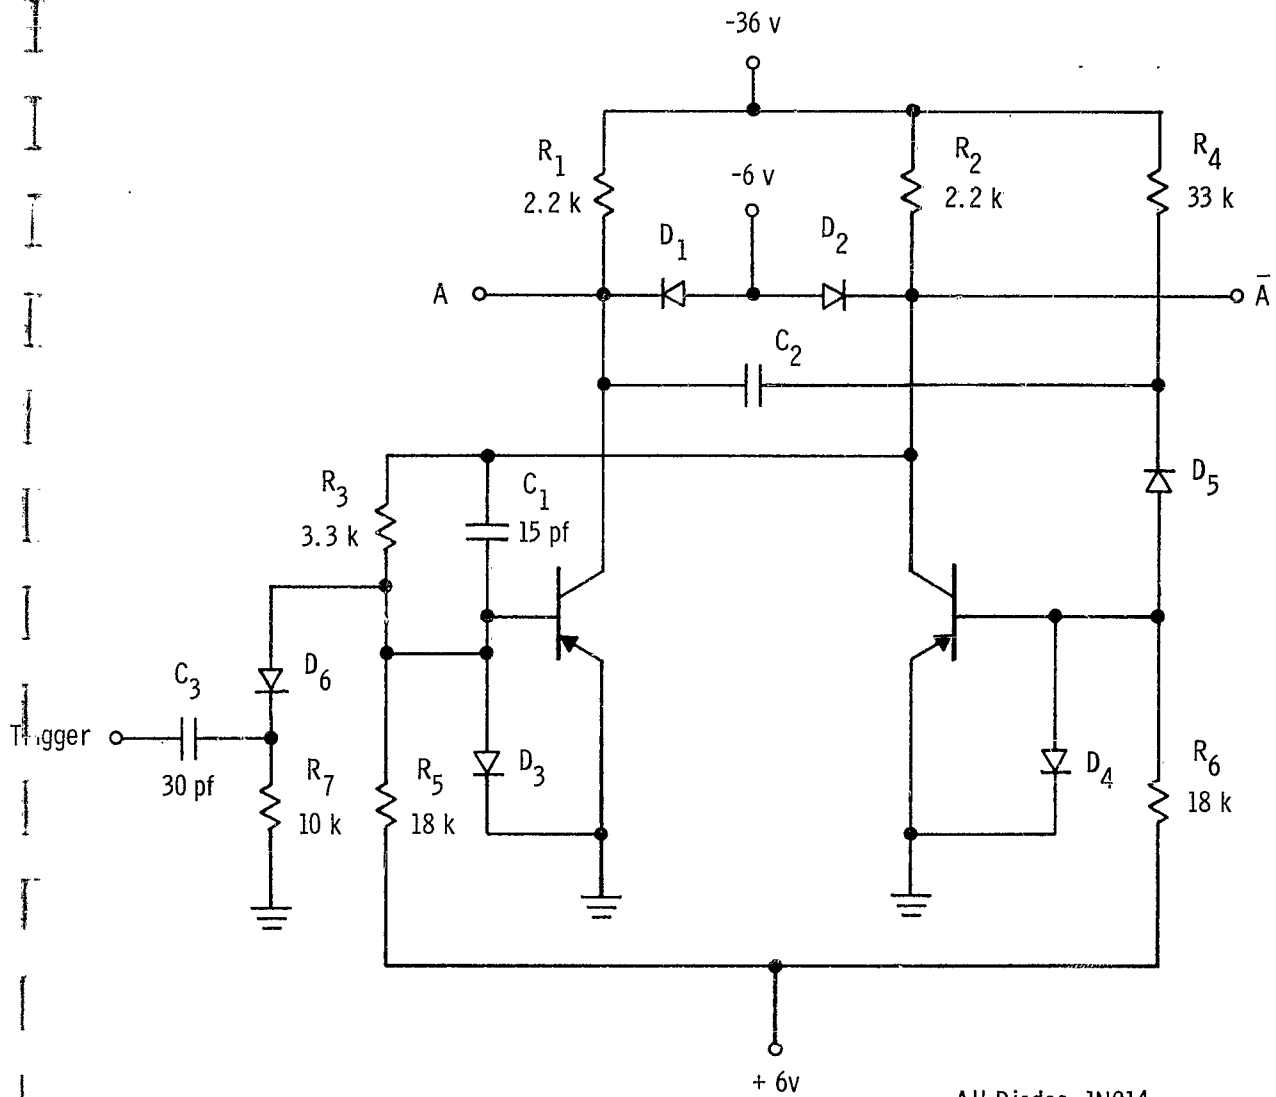 -36 v
R1
2.2 k
-6 v
R2
2.2 k
R4
33 k
D1
D2
A
Ā
C2
R3
3.3 k
C1
15 pf
D5
D6
C3
Trigger
30 pf
R7
10 k
R5
18 k
D3
D4
R6
18 k
+ 6v